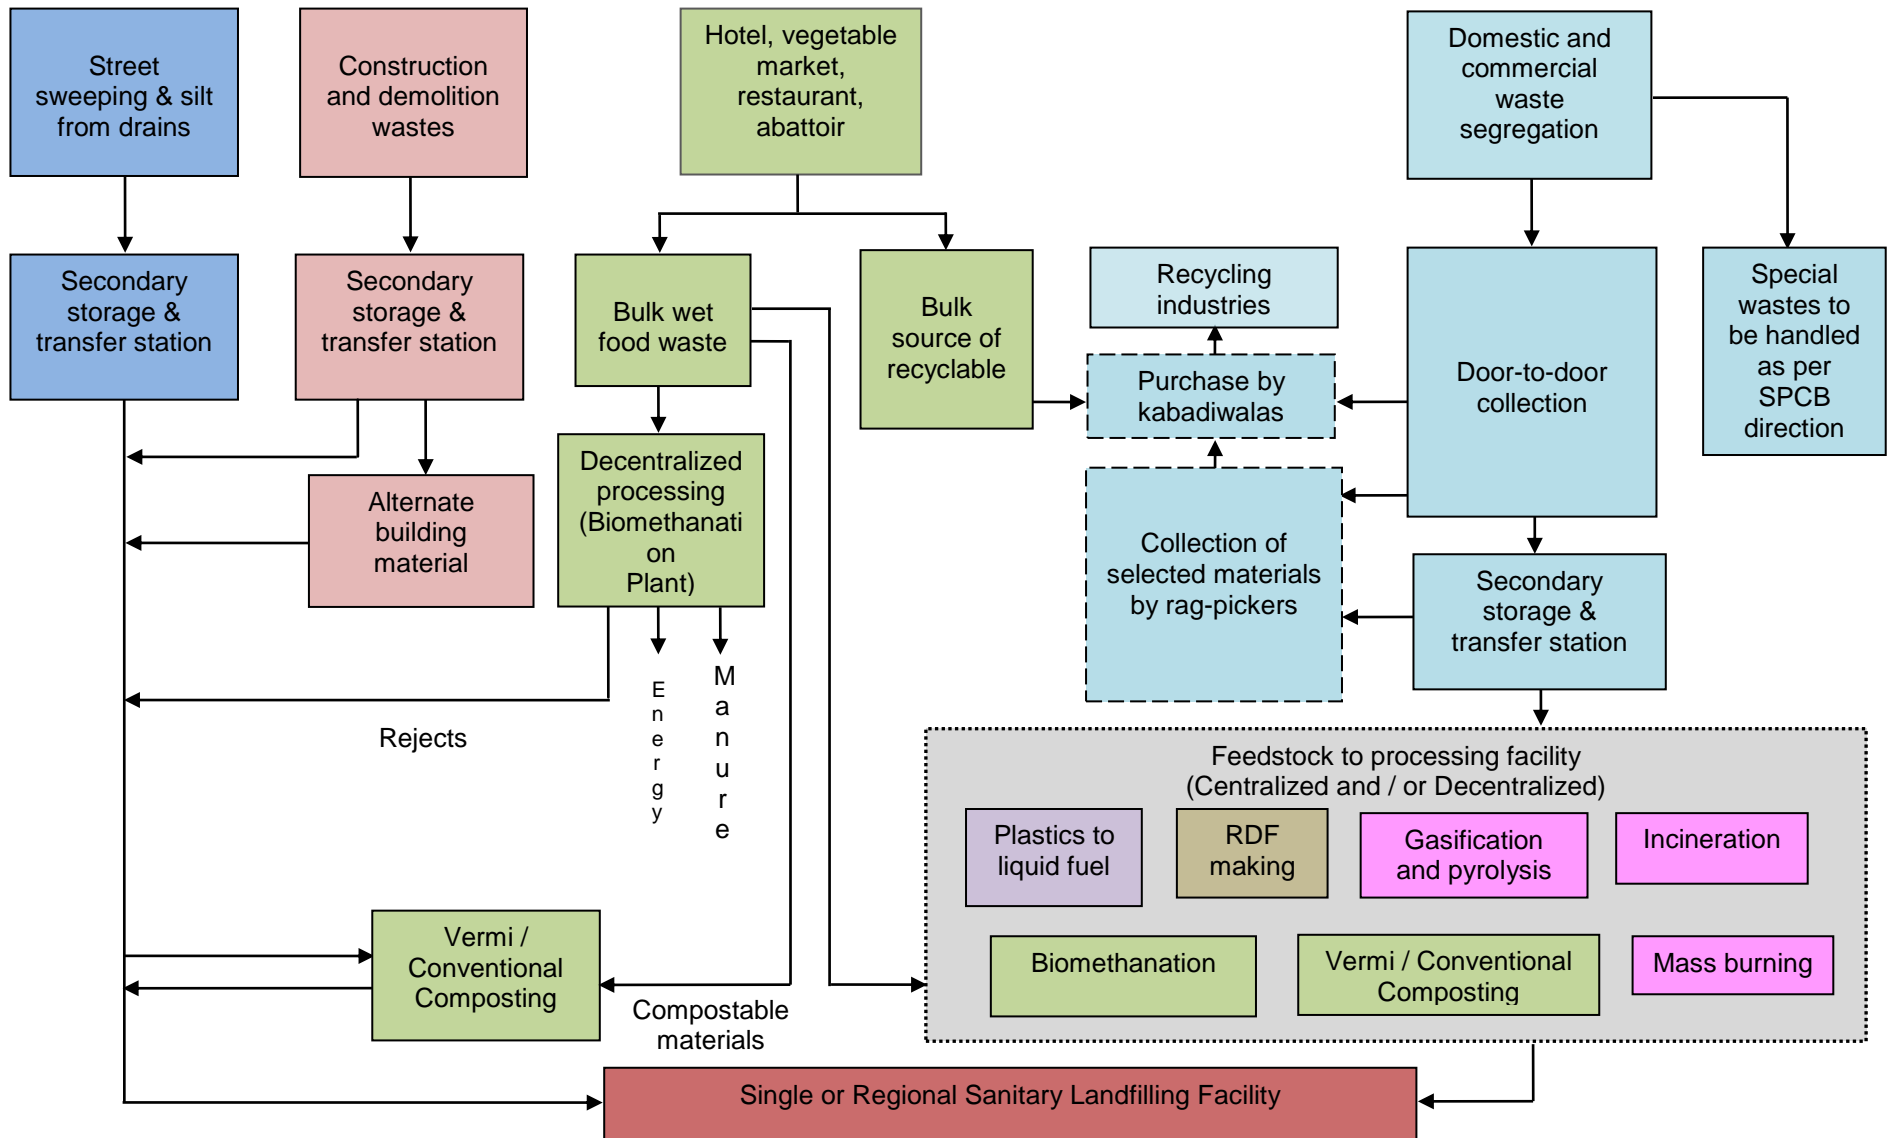 Street
sweeping & silt
from drains
Construction
and demolition
wastes
Hotel, vegetable
market,
restaurant,
abattoir
Domestic and
commercial
waste
segregation
Secondary
storage &
transfer station
Secondary
storage &
transfer station
Bulk wet
food waste
Bulk
source of
recyclable
Recycling
industries
Purchase by
kabadiwalas
Door-to-door
collection
Special
wastes to
be handled
as per
SPCB
direction
Alternate
building
material
Decentralized
processing
(Biomethanati
on
Plant)
Collection of
selected materials
by rag-pickers
Secondary
storage &
transfer station
Energy
Manure
Rejects
Feedstock to processing facility
(Centralized and / or Decentralized)
Plastics to
liquid fuel
RDF
making
Gasification
and pyrolysis
Incineration
Biomethanation
Vermi / Conventional
Composting
Mass burning
Vermi /
Conventional
Composting
Compostable
materials
Single or Regional Sanitary Landfilling Facility